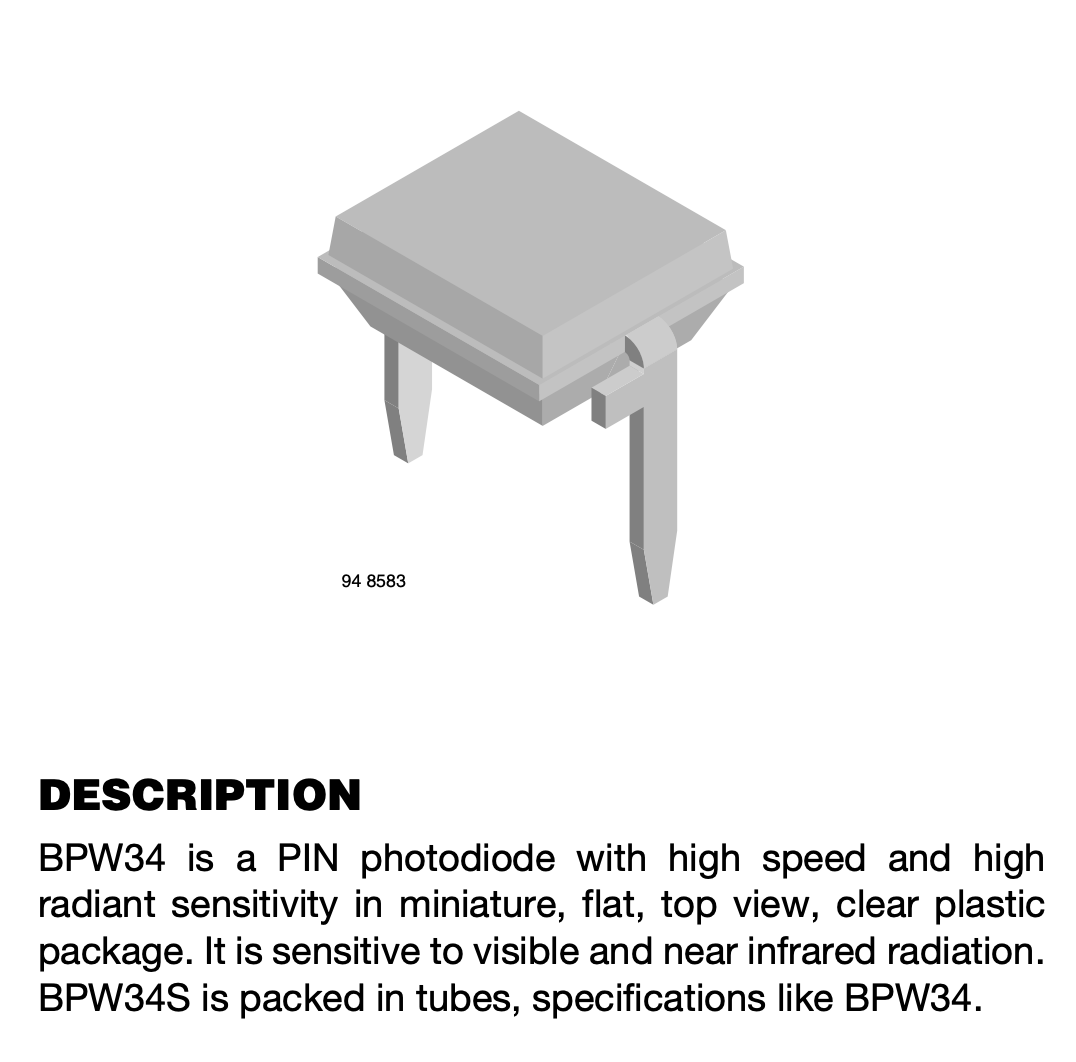 94 8583
DESCRIPTION
BPW34 is a PIN photodiode with high speed and high
radiant sensitivity in miniature, flat, top view, clear plastic
package. It is sensitive to visible and near infrared radiation.
BPW34S is packed in tubes, specifications like BPW34.